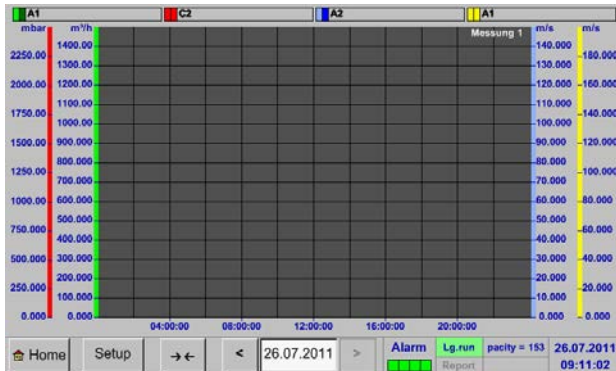 A1 C2 A2 A1
mbar m³/h Messung 1 m/s m/s
1400.00 140.000
2250.00 180.000
1300.00 130.000
2000.00 1200.00 120.000 160.000
1750.00 1100.00 110.000 140.000
1000.00 100.000
1500.00 900.000 90.000 120.000
800.000 80.000
1250.00 700.000 70.000 100.000
1000.00 600.000 60.000 80.000
750.000 500.000 50.000 60.000
400.000 40.000
500.000 300.000 30.000 40.000
250.000 200.000 20.000 20.000
100.000 10.000
0.000 0.000 0.000 0.000
04:00:00 08:00:00 12:00:00 16:00:00 20:00:00
Home Setup →← < 26.07.2011 > Alarm Lg.run pacity = 153 26.07.2011
Report 09:11:02